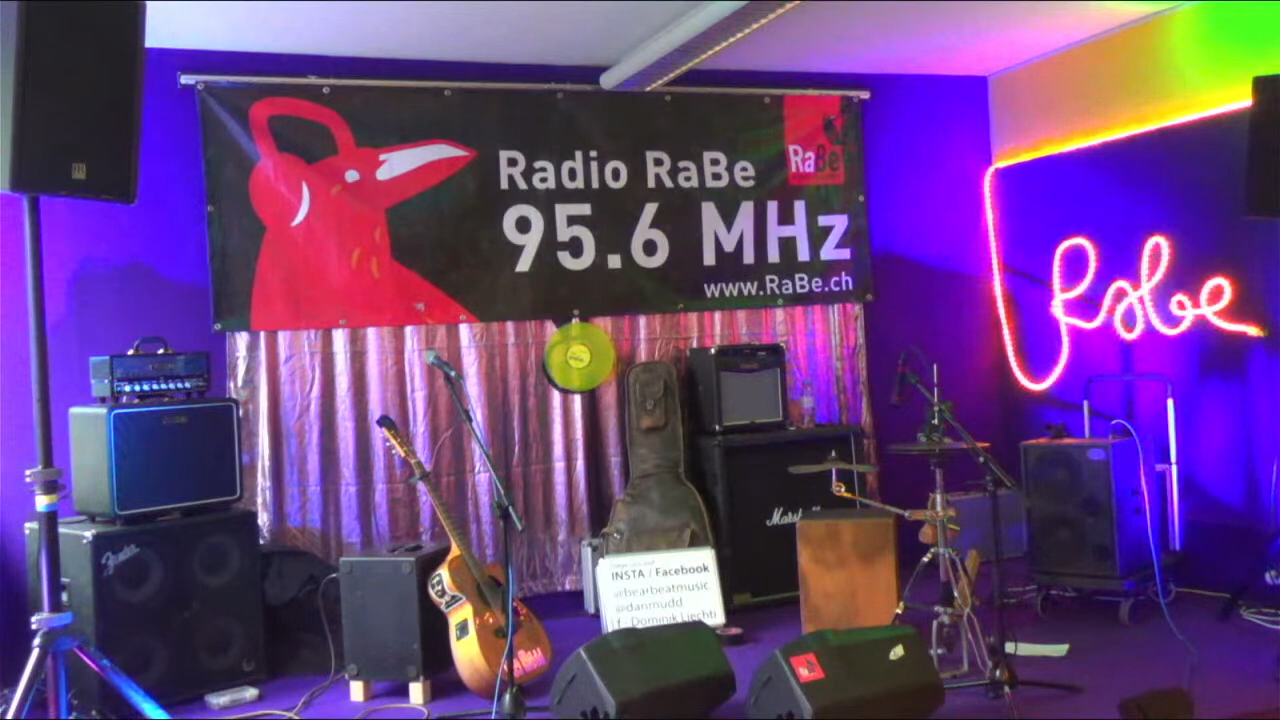 Radio RaBe
95.6 MHz
www.RaBe.ch
RaBe
RaBe
Fender
Marshall
INSTA / Facebook
@bearbeatmusic
@danmudd
f - Dominik Liechti